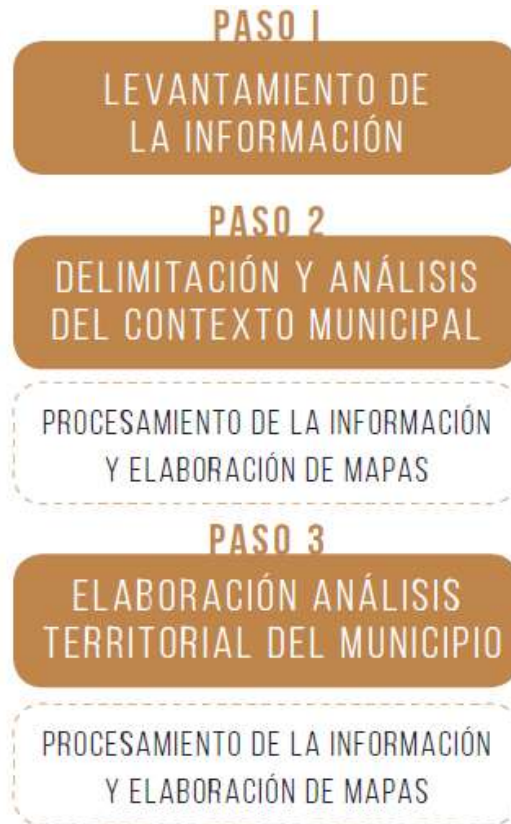 PASO 1
LEVANTAMIENTO DE
LA INFORMACIÓN
PASO 2
DELIMITACIÓN Y ANÁLISIS
DEL CONTEXTO MUNICIPAL
PROCESAMIENTO DE LA INFORMACIÓN
Y ELABORACIÓN DE MAPAS
PASO 3
ELABORACIÓN ANÁLISIS
TERRITORIAL DEL MUNICIPIO
PROCESAMIENTO DE LA INFORMACIÓN
Y ELABORACIÓN DE MAPAS